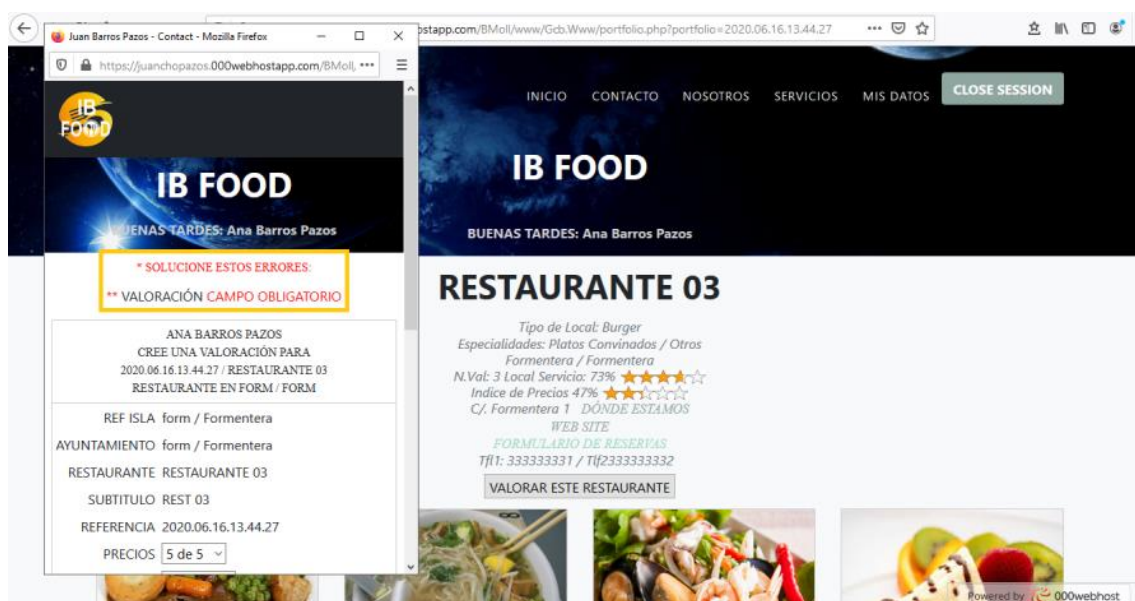 Juan Barros Pazos - Contact - Mozilla Firefox
https://juanchopazos.000webhostapp.com/BMoll,
IB
FOOD
IB FOOD
BUENAS TARDES: Ana Barros Pazos
* SOLUCIONE ESTOS ERRORES:
** VALORACIÓN CAMPO OBLIGATORIO
ANA BARROS PAZOS
CREE UNA VALORACIÓN PARA
2020.06.16.13.44.27 / RESTAURANTE 03
RESTAURANTE EN FORM / FORM
REF ISLA form / Formentera
AYUNTAMIENTO form / Formentera
RESTAURANTE RESTAURANTE 03
SUBTITULO REST 03
REFERENCIA 2020.06.16.13.44.27
PRECIOS 5 de 5
ostapp.com/BMoll/www/Gcb.Www/portfolio.php?portfolio=2020.06.16.13.44.27
INICIO CONTACTO NOSOTROS SERVICIOS MIS DATOS CLOSE SESSION
IB FOOD
BUENAS TARDES: Ana Barros Pazos
RESTAURANTE 03
Tipo de Local: Burger
Especialidades: Platos Convinados / Otros
Formentera / Formentera
N.Val: 3 Local Servicio: 73%
Indice de Precios 47%
C/. Formentera 1 DÓNDE ESTAMOS
WEB SITE
FORMULARIO DE RESERVAS
Tfl1: 333333331 / Tlf2333333332
VALORAR ESTE RESTAURANTE
Powered by 000webhost